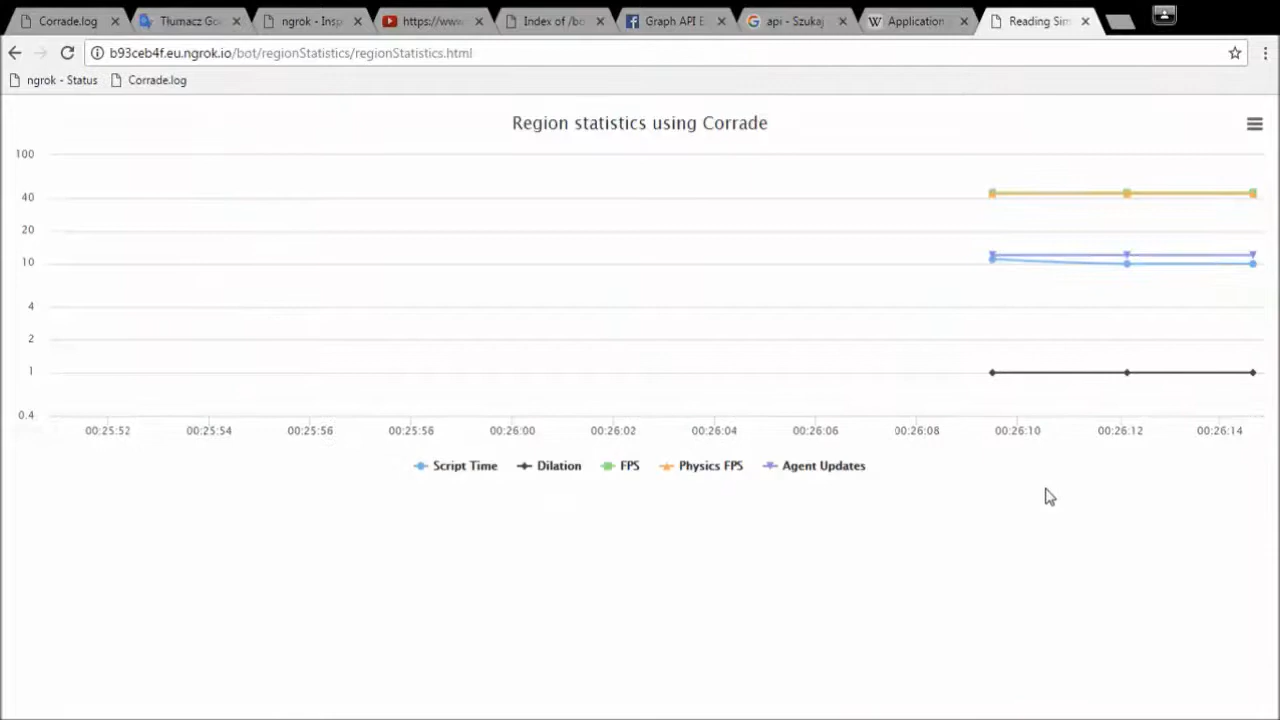 Corrade.log
Tłumacz Go
ngrok - Insp
https://www
Index of /bo
Graph API E
api - Szukaj
Application
Reading Sim
b93ceb4f.eu.ngrok.io/bot/regionStatistics/regionStatistics.html
ngrok - Status
Corrade.log
Region statistics using Corrade
100
40
20
10
4
2
1
0.4
00:25:52 00:25:54 00:25:56 00:25:58 00:26:00 00:26:02 00:26:04 00:26:06 00:26:08 00:26:10 00:26:12 00:26:14
Script Time Dilation FPS Physics FPS Agent Updates